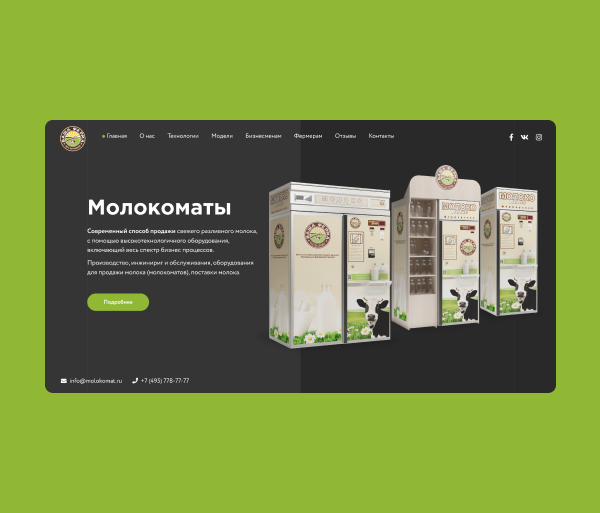 Главная О нас Технологии Модели Бизнесменам Фермерам Отзывы Контакты
Молокоматы
Современный способ продажи свежего разливного молока,
с помощью высокотехнологичного оборудования,
включающий весь спектр бизнес процессов.
Производство, инжиниринг и обслуживания, оборудования
для продажи молока (молокоматов), поставки молока.
Подробнее
МОЛОКО
МОЛОКО
info@molokomat.ru +7 (495) 778-77-77